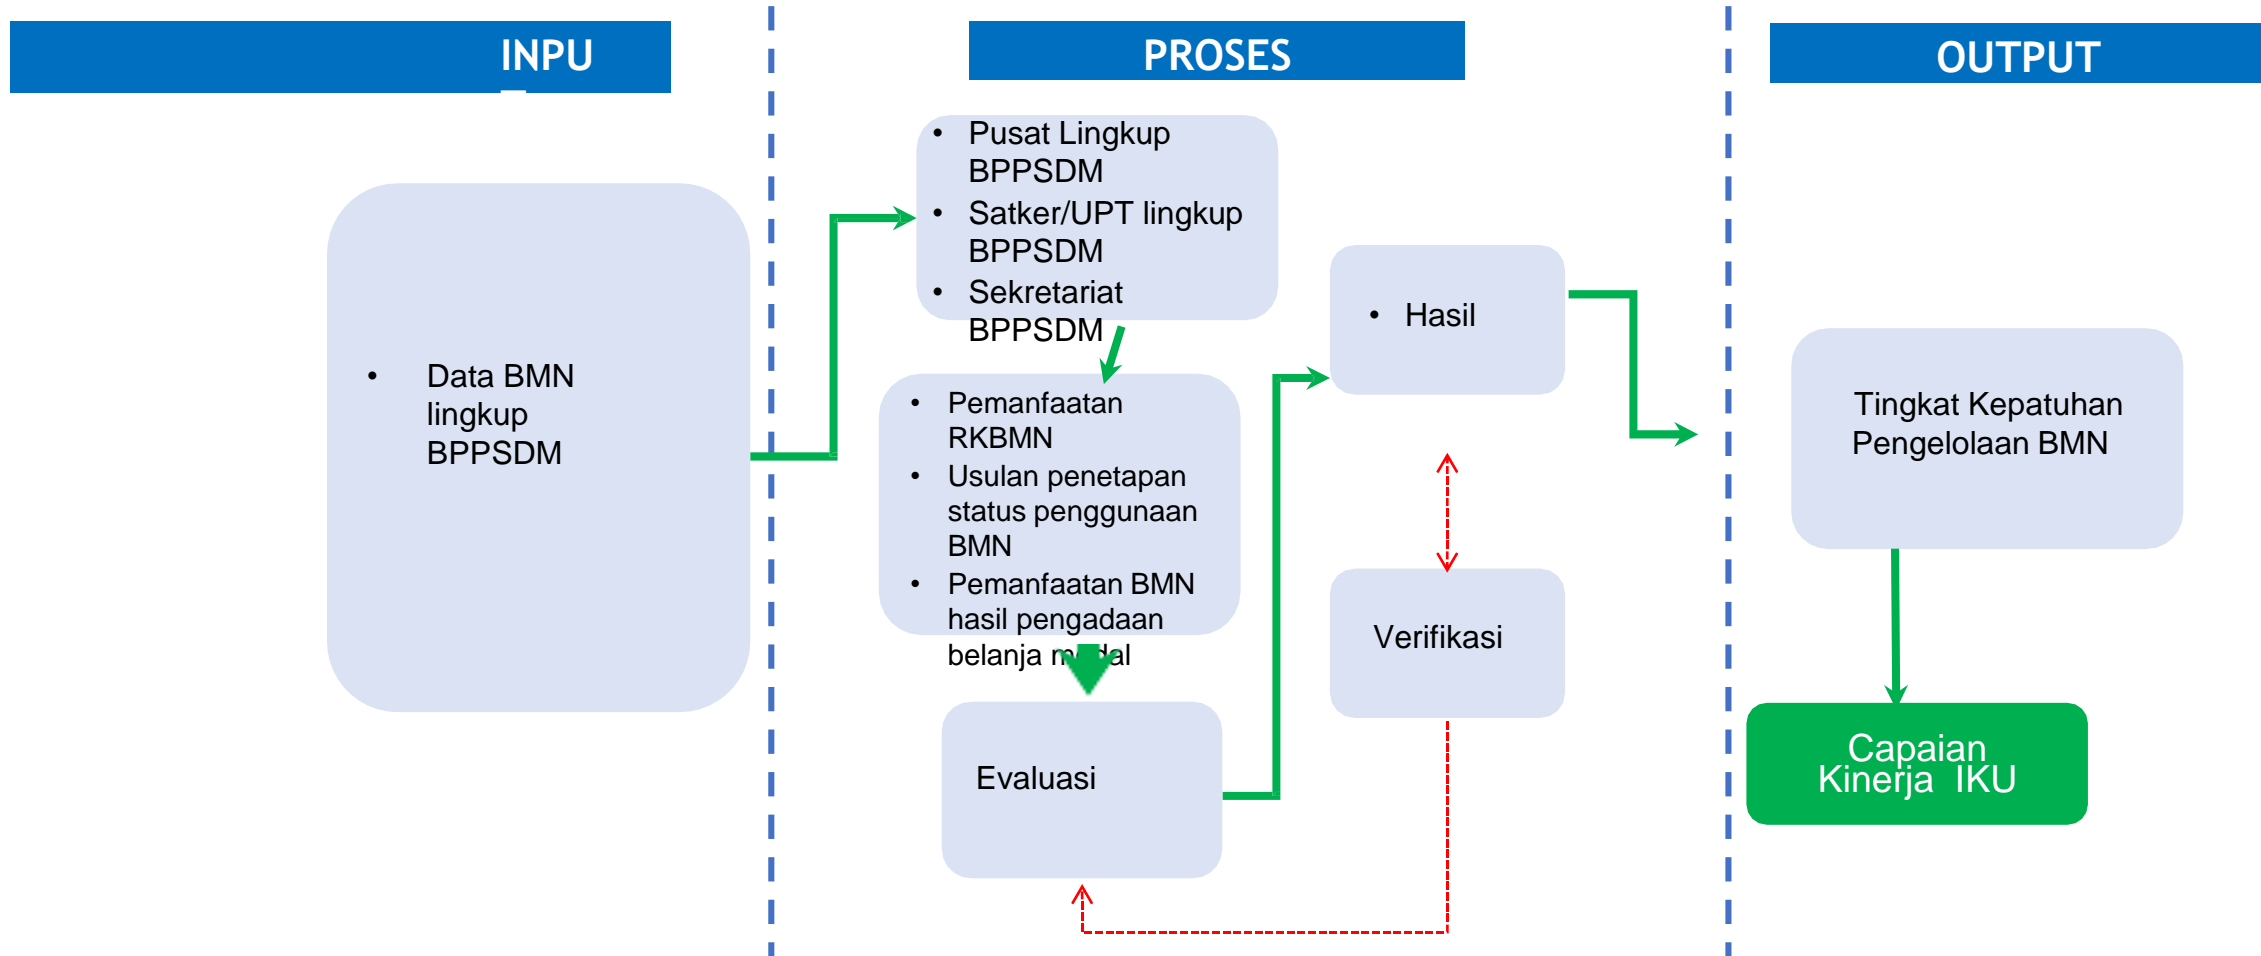 INPU
PROSES
OUTPUT
• Data BMN
lingkup
BPPSDM
• Pusat Lingkup
BPPSDM
• Satker/UPT lingkup
BPPSDM
• Sekretariat
BPPSDM
• Pemanfaatan
RKBMN
• Usulan penetapan
status penggunaan
BMN
• Pemanfaatan BMN
hasil pengadaan
belanja modal
Evaluasi
• Hasil
Verifikasi
Tingkat Kepatuhan
Pengelolaan BMN
Capaian
Kinerja IKU